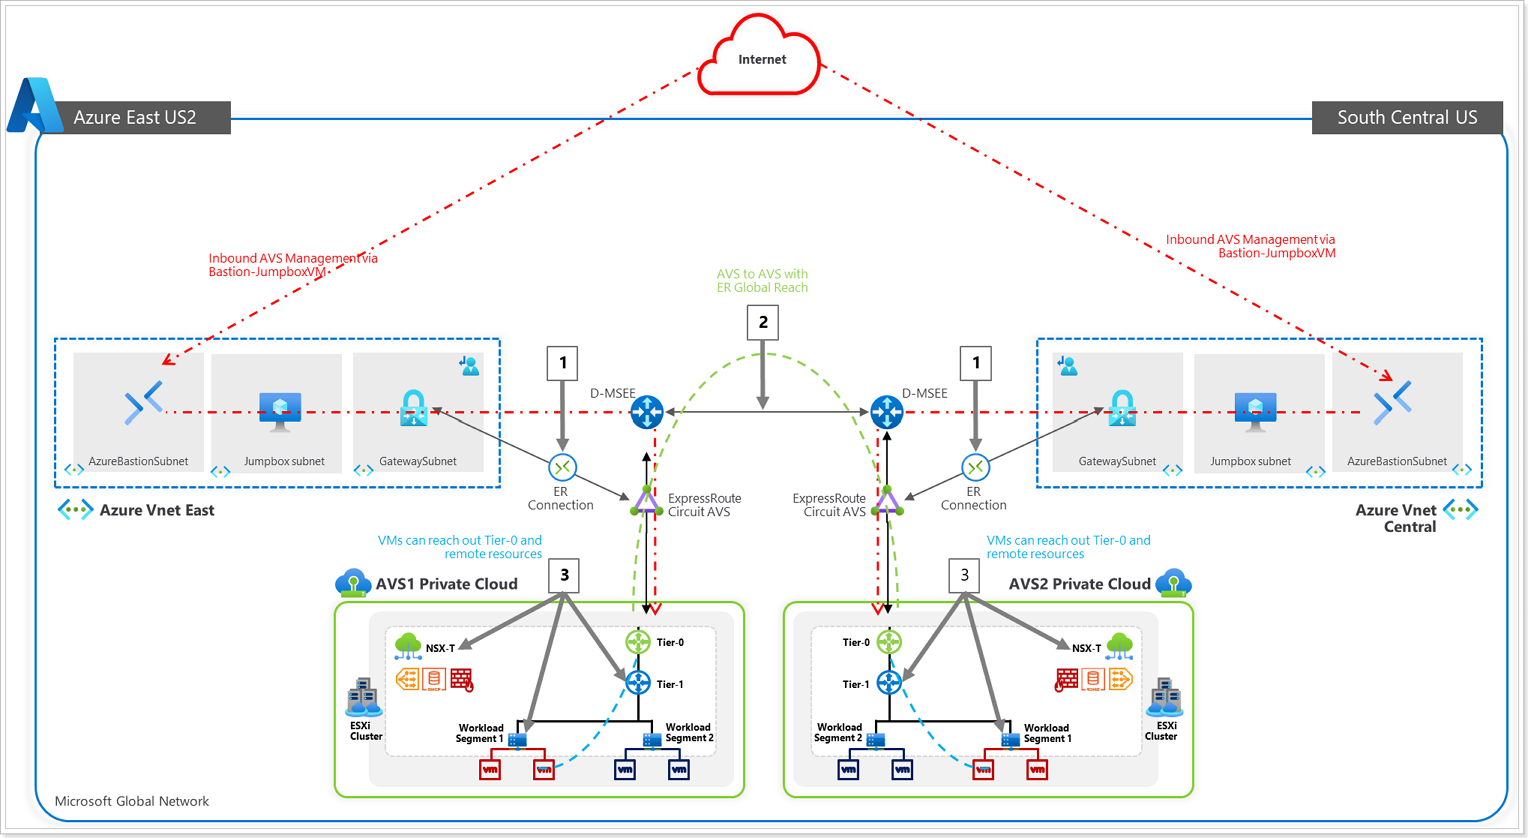 Internet
Azure East US2
South Central US
Inbound AVS Management via
Bastion-JumpboxVM
Inbound AVS Management via
Bastion-JumpboxVM
AVS to AVS with
ER Global Reach
2
1
1
D-MSEE
D-MSEE
AzureBastionSubnet
Jumpbox subnet
GatewaySubnet
GatewaySubnet
Jumpbox subnet
AzureBastionSubnet
ER
Connection
ER
Connection
ExpressRoute
Circuit AVS
ExpressRoute
Circuit AVS
Azure Vnet East
Azure Vnet
Central
VMs can reach out Tier-0 and
remote resources
VMs can reach out Tier-0 and
remote resources
3
3
AVS1 Private Cloud
AVS2 Private Cloud
NSX-T
Tier-0
Tier-1
DHCP
ESXi
Cluster
Workload
Segment 1
Workload
Segment 2
vm
vm
vm
vm
Tier-0
Tier-1
NSX-T
ESXi
Cluster
Workload
Segment 2
Workload
Segment 1
vm
vm
vm
vm
Microsoft Global Network